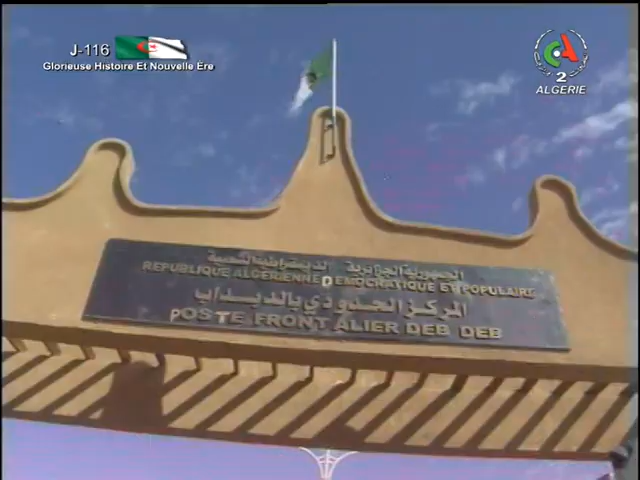 J-116
Glorieuse Histoire Et Nouvelle Ère
2
ALGERIE
الجمهورية الجزائرية الديمقراطية الشعبية
REPUBLIQUE ALGERIENNE DEMOCRATIQUE ET POPULAIRE
المركز الحدودي بالدبداب
POSTE FRONTALIER DEB DEB